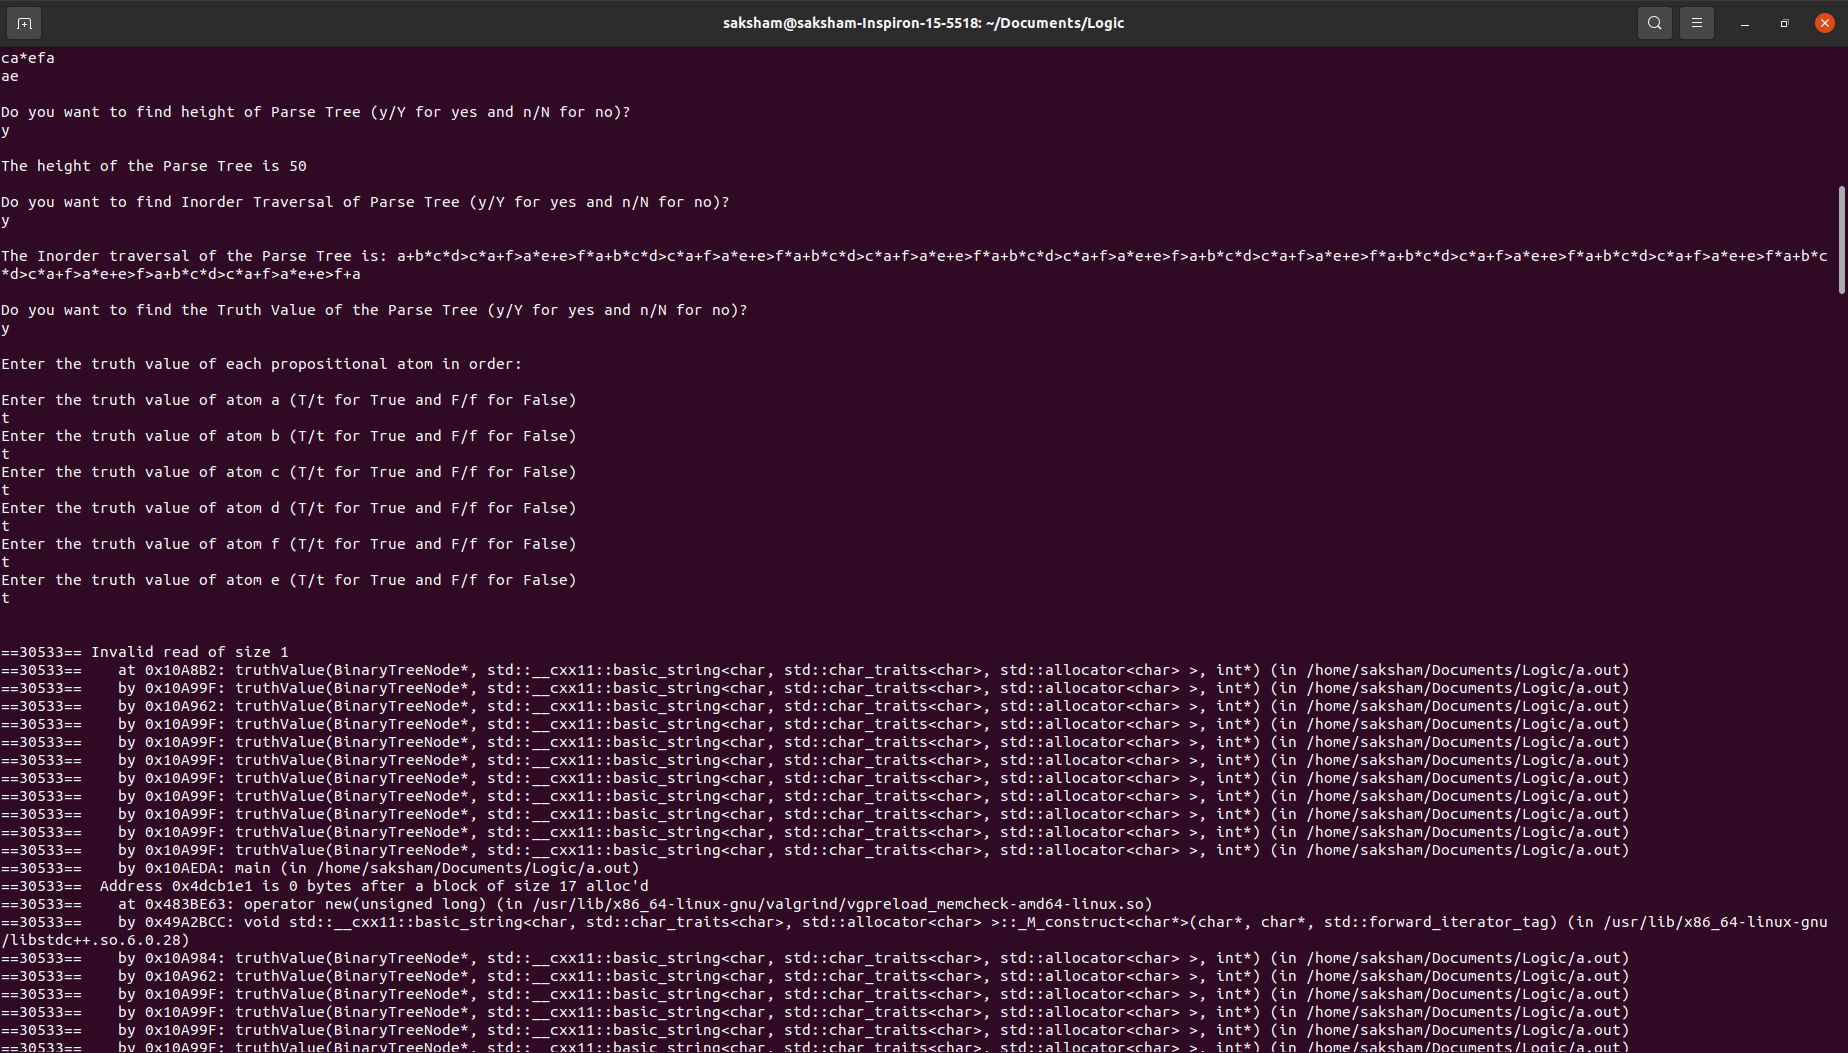 saksham@saksham-Inspiron-15-5518: ~/Documents/Logic
ca*efa
ae
Do you want to find height of Parse Tree (y/Y for yes and n/N for no)?
y
The height of the Parse Tree is 50
Do you want to find Inorder Traversal of Parse Tree (y/Y for yes and n/N for no)?
y
The Inorder traversal of the Parse Tree is: a+b*c*d>c*a+f>a*e+e>f*a+b*c*d>c*a+f>a*e+e>f*a+b*c*d>c*a+f>a*e+e>f*a+b*c*d>c*a+f>a*e+e>f>a+b*c*d>c*a+f>a*e+e>f*a+b*c*d>c*a+f>a*e+e>f*a+b*c*d>c*a+f>a*e+e>f*a+b*c
*d>c*a+f>a*e+e>f>a+b*c*d>c*a+f>a*e+e>f+a
Do you want to find the Truth Value of the Parse Tree (y/Y for yes and n/N for no)?
y
Enter the truth value of each propositional atom in order:
Enter the truth value of atom a (T/t for True and F/f for False)
t
Enter the truth value of atom b (T/t for True and F/f for False)
t
Enter the truth value of atom c (T/t for True and F/f for False)
t
Enter the truth value of atom d (T/t for True and F/f for False)
t
Enter the truth value of atom f (T/t for True and F/f for False)
t
Enter the truth value of atom e (T/t for True and F/f for False)
t
==30533== Invalid read of size 1
==30533==    at 0x10A8B2: truthValue(BinaryTreeNode*, std::__cxx11::basic_string<char, std::char_traits<char>, std::allocator<char> >, int*) (in /home/saksham/Documents/Logic/a.out)
==30533==    by 0x10A99F: truthValue(BinaryTreeNode*, std::__cxx11::basic_string<char, std::char_traits<char>, std::allocator<char> >, int*) (in /home/saksham/Documents/Logic/a.out)
==30533==    by 0x10A962: truthValue(BinaryTreeNode*, std::__cxx11::basic_string<char, std::char_traits<char>, std::allocator<char> >, int*) (in /home/saksham/Documents/Logic/a.out)
==30533==    by 0x10A99F: truthValue(BinaryTreeNode*, std::__cxx11::basic_string<char, std::char_traits<char>, std::allocator<char> >, int*) (in /home/saksham/Documents/Logic/a.out)
==30533==    by 0x10A99F: truthValue(BinaryTreeNode*, std::__cxx11::basic_string<char, std::char_traits<char>, std::allocator<char> >, int*) (in /home/saksham/Documents/Logic/a.out)
==30533==    by 0x10A99F: truthValue(BinaryTreeNode*, std::__cxx11::basic_string<char, std::char_traits<char>, std::allocator<char> >, int*) (in /home/saksham/Documents/Logic/a.out)
==30533==    by 0x10A99F: truthValue(BinaryTreeNode*, std::__cxx11::basic_string<char, std::char_traits<char>, std::allocator<char> >, int*) (in /home/saksham/Documents/Logic/a.out)
==30533==    by 0x10A99F: truthValue(BinaryTreeNode*, std::__cxx11::basic_string<char, std::char_traits<char>, std::allocator<char> >, int*) (in /home/saksham/Documents/Logic/a.out)
==30533==    by 0x10A99F: truthValue(BinaryTreeNode*, std::__cxx11::basic_string<char, std::char_traits<char>, std::allocator<char> >, int*) (in /home/saksham/Documents/Logic/a.out)
==30533==    by 0x10A99F: truthValue(BinaryTreeNode*, std::__cxx11::basic_string<char, std::char_traits<char>, std::allocator<char> >, int*) (in /home/saksham/Documents/Logic/a.out)
==30533==    by 0x10A99F: truthValue(BinaryTreeNode*, std::__cxx11::basic_string<char, std::char_traits<char>, std::allocator<char> >, int*) (in /home/saksham/Documents/Logic/a.out)
==30533==    by 0x10AEDA: main (in /home/saksham/Documents/Logic/a.out)
==30533==  Address 0x4dcb1e1 is 0 bytes after a block of size 17 alloc'd
==30533==    at 0x483BE63: operator new(unsigned long) (in /usr/lib/x86_64-linux-gnu/valgrind/vgpreload_memcheck-amd64-linux.so)
==30533==    by 0x49A2BCC: void std::__cxx11::basic_string<char, std::char_traits<char>, std::allocator<char> >::_M_construct<char*>(char*, char*, std::forward_iterator_tag) (in /usr/lib/x86_64-linux-gnu
/libstdc++.so.6.0.28)
==30533==    by 0x10A984: truthValue(BinaryTreeNode*, std::__cxx11::basic_string<char, std::char_traits<char>, std::allocator<char> >, int*) (in /home/saksham/Documents/Logic/a.out)
==30533==    by 0x10A962: truthValue(BinaryTreeNode*, std::__cxx11::basic_string<char, std::char_traits<char>, std::allocator<char> >, int*) (in /home/saksham/Documents/Logic/a.out)
==30533==    by 0x10A99F: truthValue(BinaryTreeNode*, std::__cxx11::basic_string<char, std::char_traits<char>, std::allocator<char> >, int*) (in /home/saksham/Documents/Logic/a.out)
==30533==    by 0x10A99F: truthValue(BinaryTreeNode*, std::__cxx11::basic_string<char, std::char_traits<char>, std::allocator<char> >, int*) (in /home/saksham/Documents/Logic/a.out)
==30533==    by 0x10A99F: truthValue(BinaryTreeNode*, std::__cxx11::basic_string<char, std::char_traits<char>, std::allocator<char> >, int*) (in /home/saksham/Documents/Logic/a.out)
==30533==    by 0x10A99F: truthValue(BinaryTreeNode*, std::__cxx11::basic_string<char, std::char_traits<char>, std::allocator<char> >, int*) (in /home/saksham/Documents/Logic/a.out)